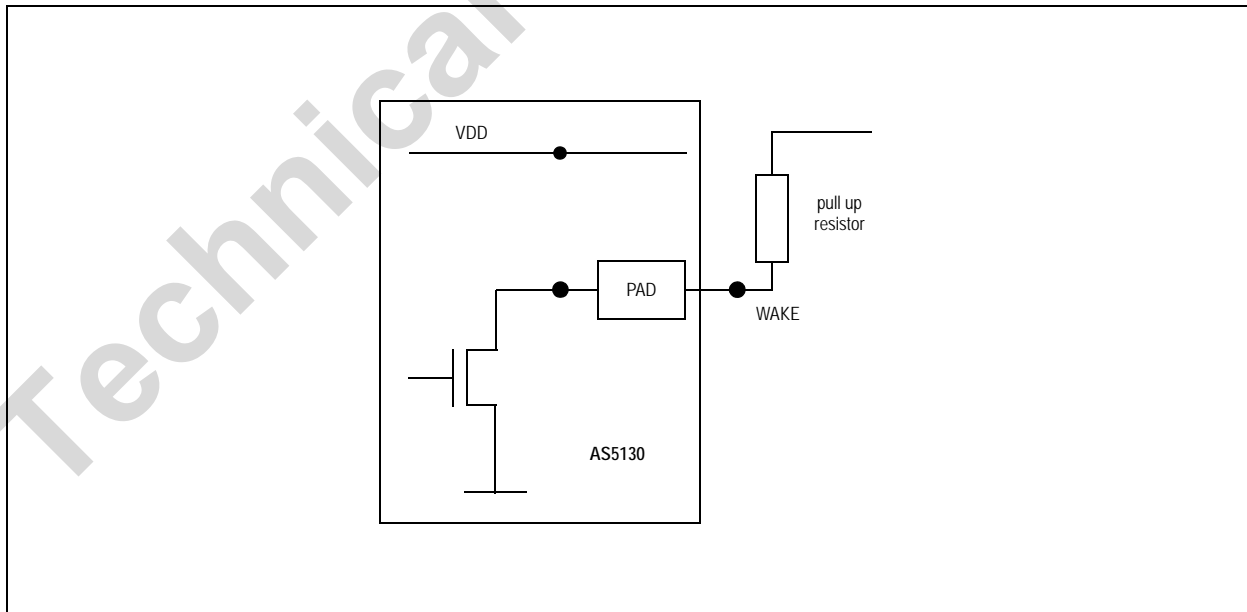 Technical
VDD
pull up
resistor
PAD
WAKE
AS5130